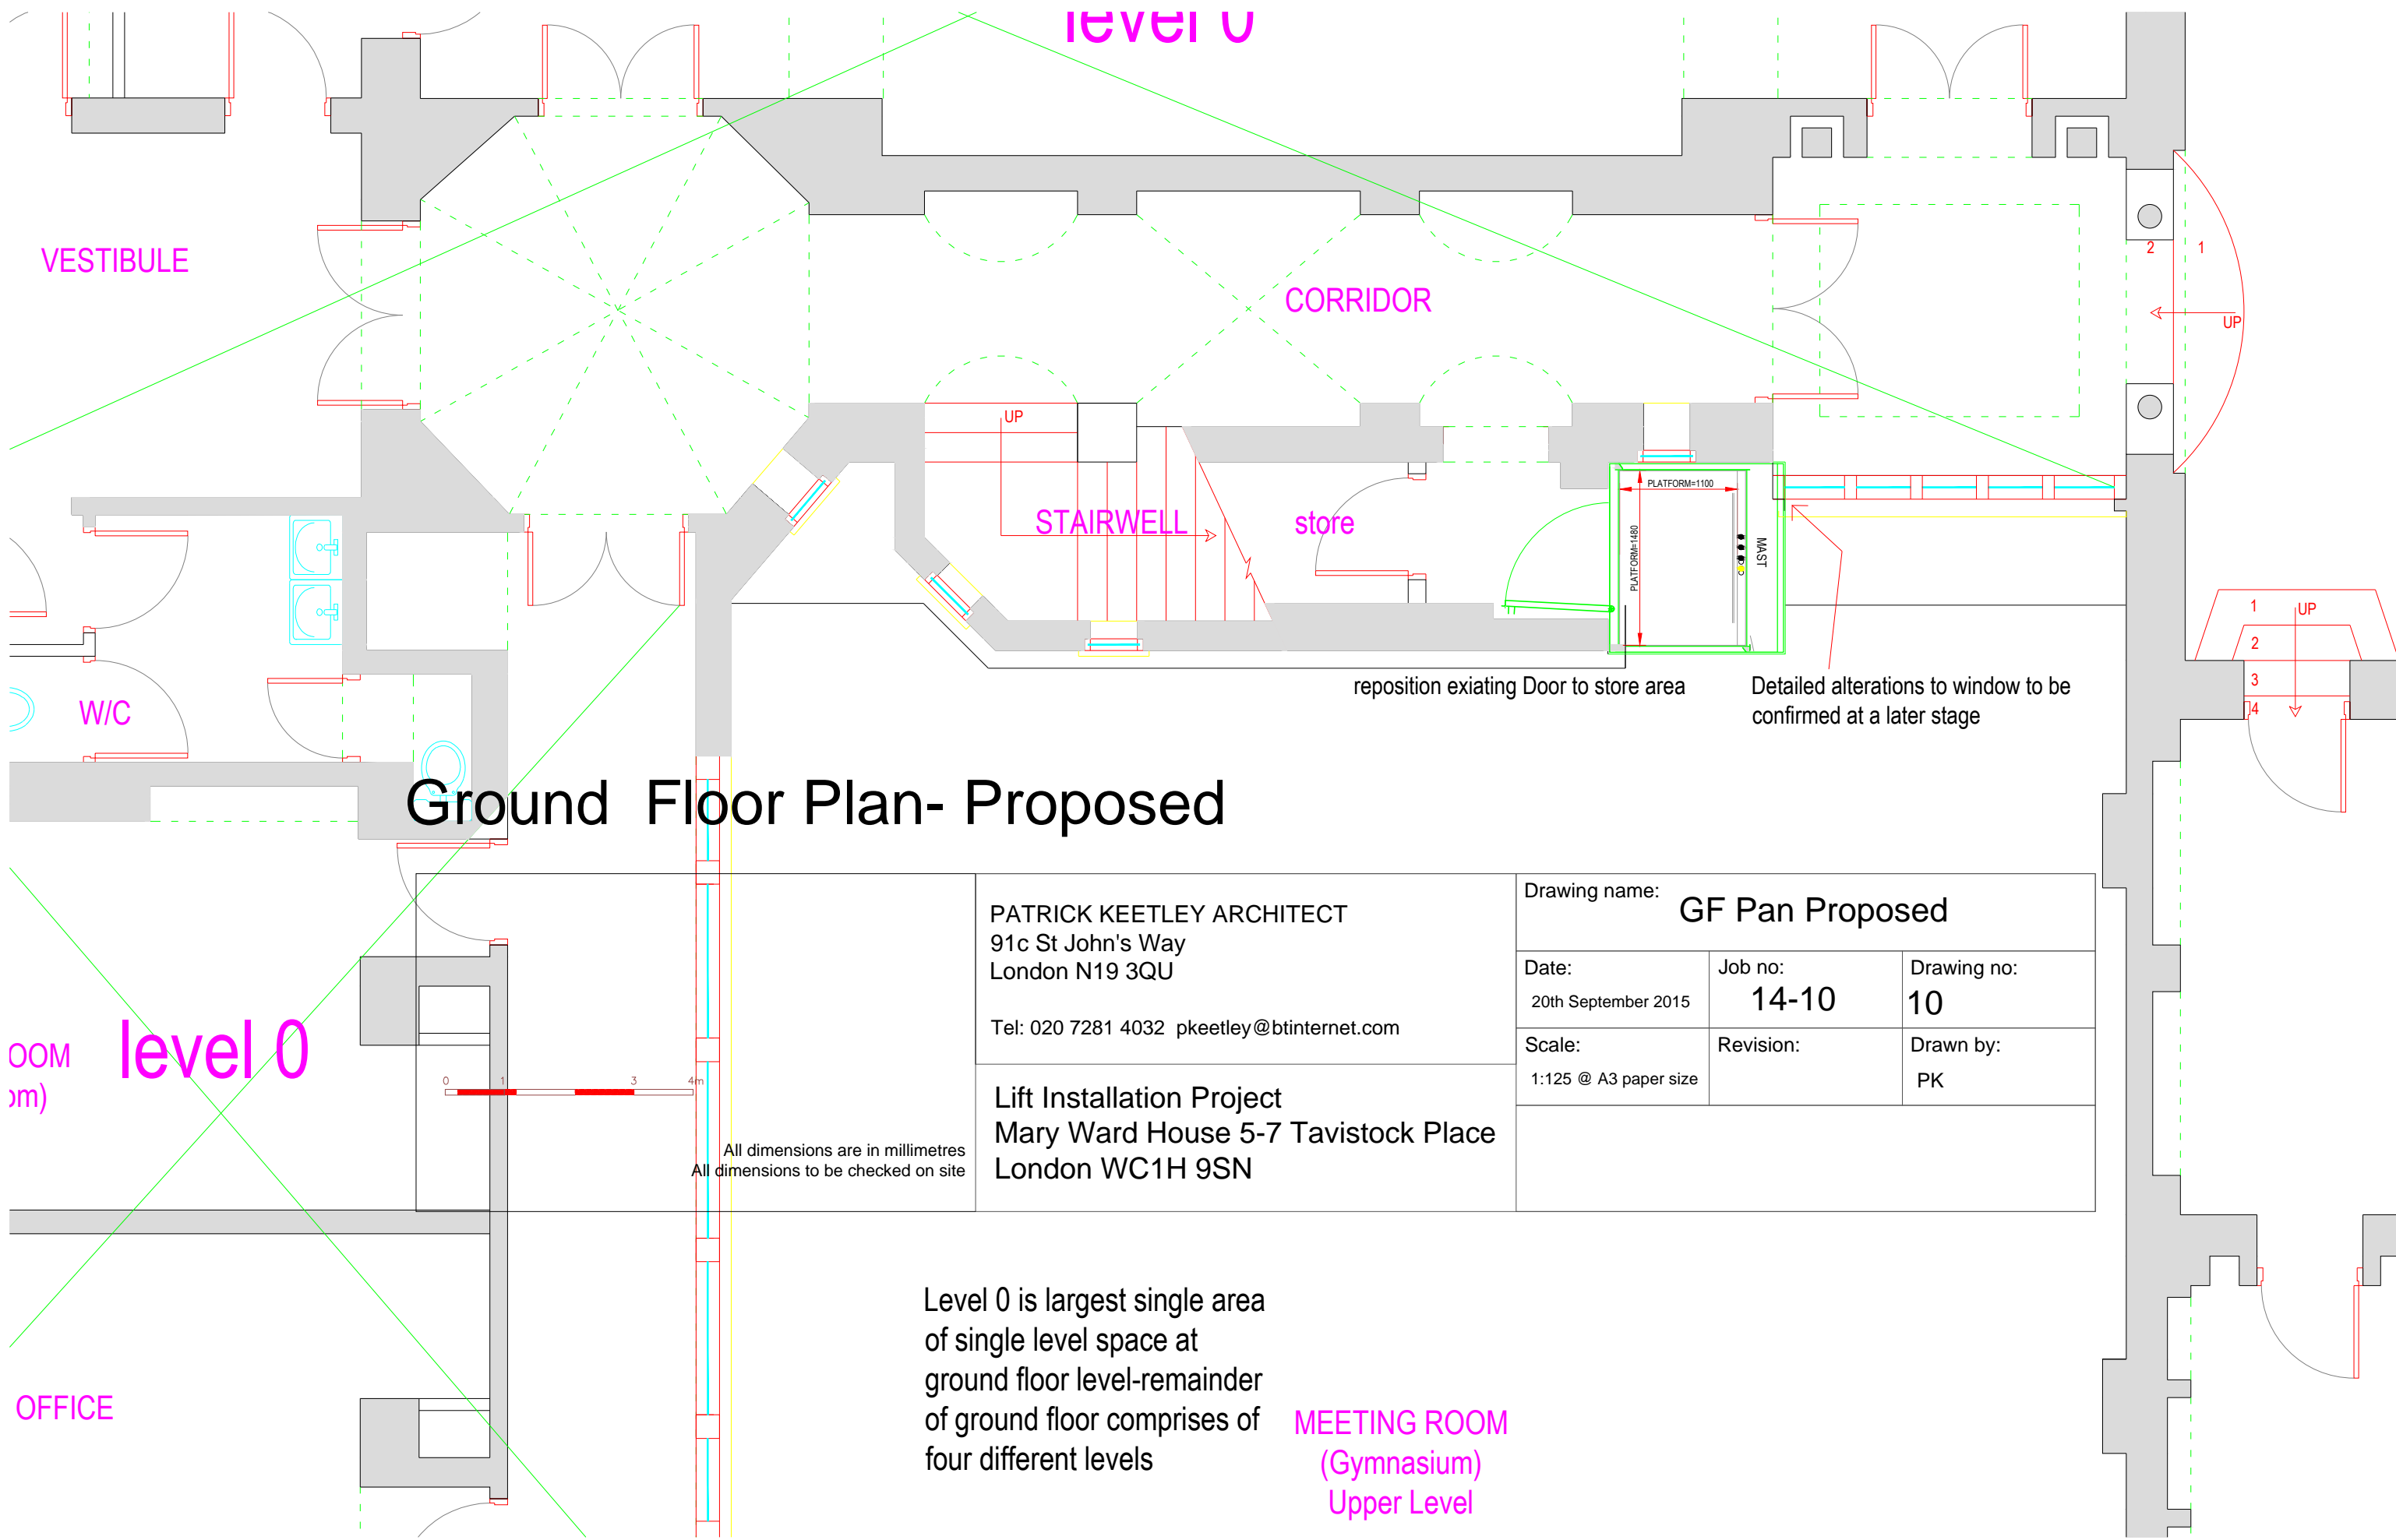 level 0
VESTIBULE
CORRIDOR
2
1
UP
UP
STAIRWELL
store
PLATFORM=1100
PLATFORM=1480
MAST
1
UP
2
3
4
reposition exiating Door to store area
Detailed alterations to window to be
confirmed at a later stage
W/C
Ground Floor Plan- Proposed
PATRICK KEETLEY ARCHITECT
91c St John's Way
London N19 3QU
Tel: 020 7281 4032 pkeetley@btinternet.com
Drawing name:
GF Pan Proposed
Date:
20th September 2015
Job no:
14-10
Drawing no:
10
Scale:
1:125 @ A3 paper size
Revision:
Drawn by:
PK
OOM
om)
level 0
0 1 3 4m
All dimensions are in millimetres
All dimensions to be checked on site
Lift Installation Project
Mary Ward House 5-7 Tavistock Place
London WC1H 9SN
Level 0 is largest single area
of single level space at
ground floor level-remainder
of ground floor comprises of
four different levels
OFFICE
MEETING ROOM
(Gymnasium)
Upper Level